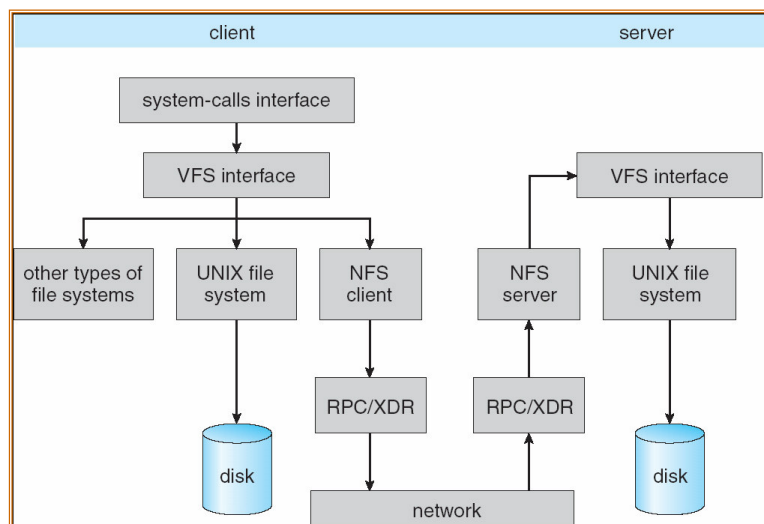 client
server
system-calls interface
VFS interface
VFS interface
other types of
file systems
UNIX file
system
NFS
client
NFS
server
UNIX file
system
RPC/XDR
RPC/XDR
disk
disk
network